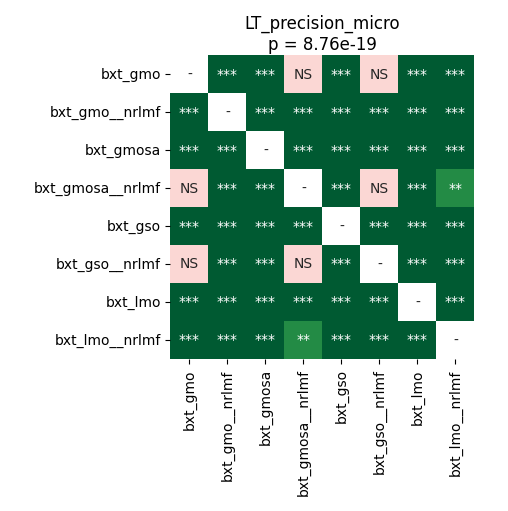 LT_precision_micro
p = 8.76e-19
bxt_gmo - *** *** NS *** NS *** ***
bxt_gmo__nrlmf *** - *** *** *** *** *** ***
bxt_gmosa *** *** - *** *** *** *** ***
bxt_gmosa__nrlmf NS *** *** - *** NS *** **
bxt_gso *** *** *** *** - *** *** ***
bxt_gso__nrlmf NS *** *** NS *** - *** ***
bxt_lmo *** *** *** *** *** *** - ***
bxt_lmo__nrlmf *** *** *** ** *** *** *** -
bxt_gmo
bxt_gmo__nrlmf
bxt_gmosa
bxt_gmosa__nrlmf
bxt_gso
bxt_gso__nrlmf
bxt_lmo
bxt_lmo__nrlmf